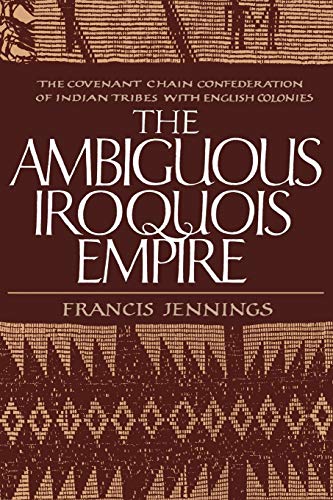 THE COVENANT CHAIN CONFEDERATION
OF INDIAN TRIBES WITH ENGLISH COLONIES
THE
AMBIGUOUS
IROQUOIS
EMPIRE
FRANCIS JENNINGS